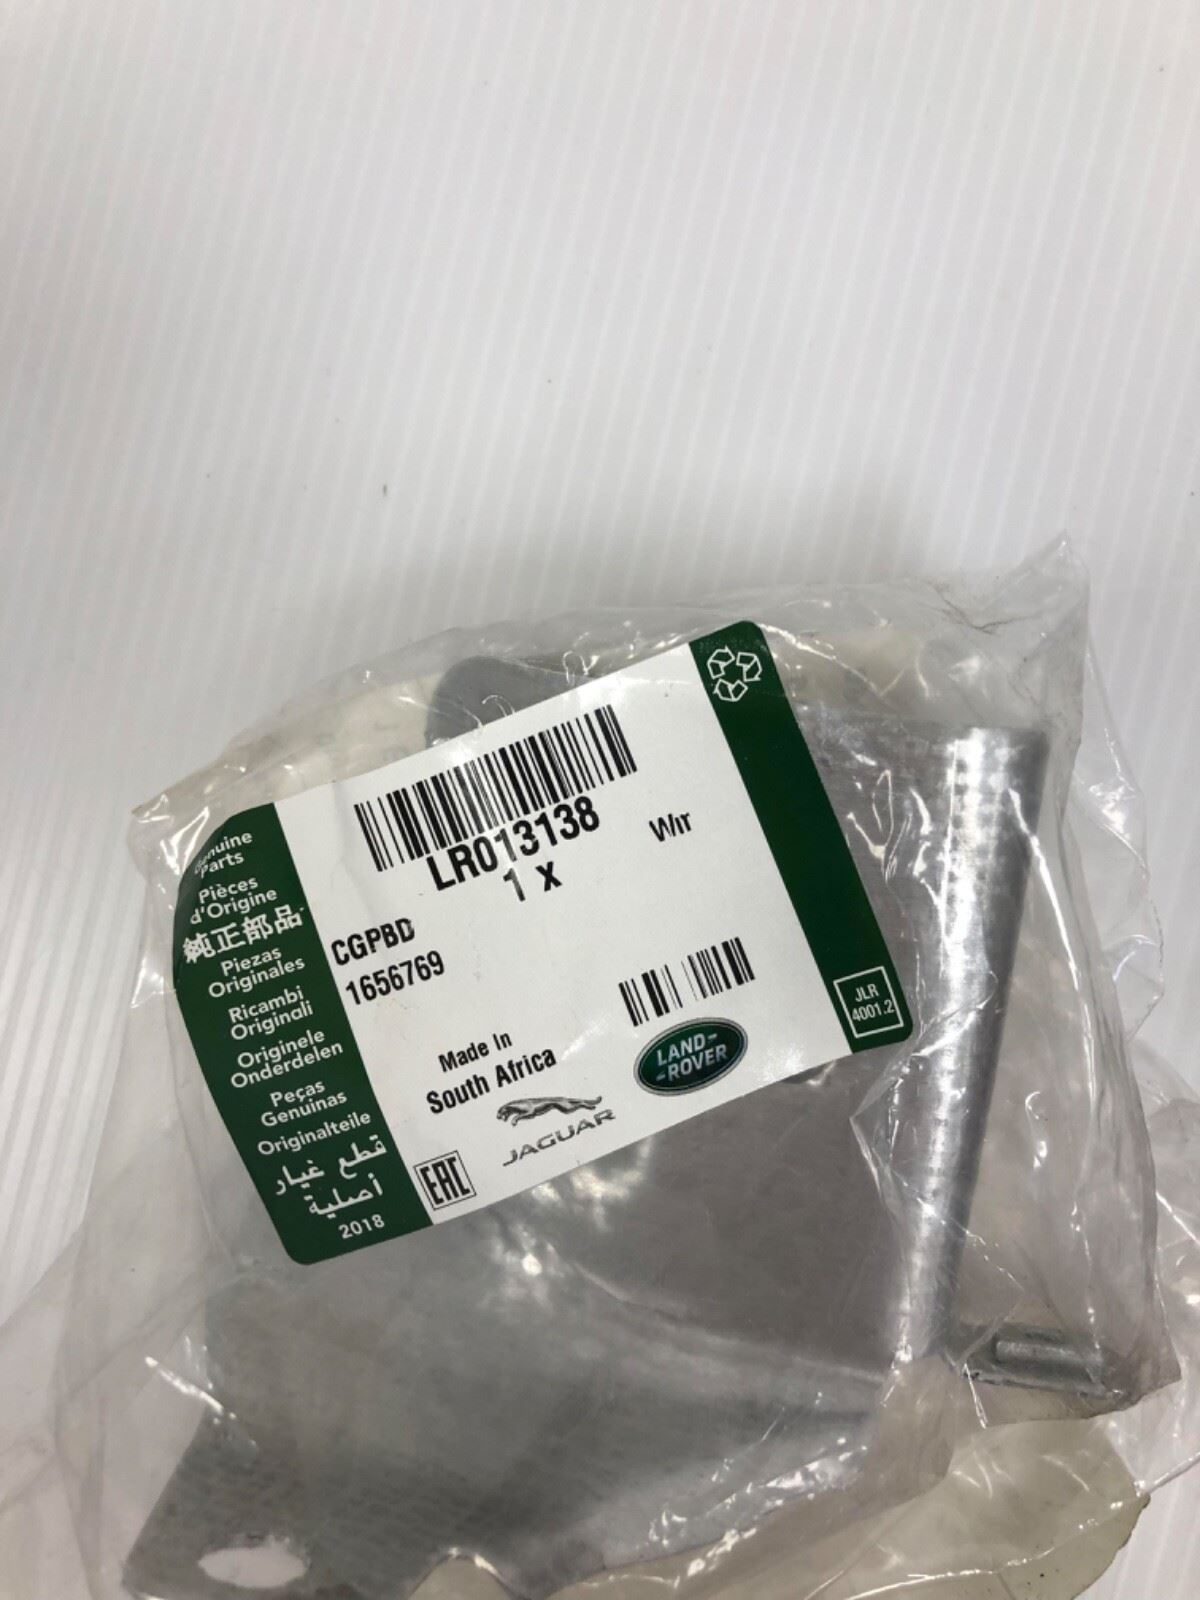 Genuine
Parts
Pièces
d'Origine
純正部品
Piezas
Originales
Ricambi
Originali
Originele
Onderdelen
Peças
Genuinas
Originalteile
قطع غيار
أصلية
2018
LR013138
1 x
Wir
CGPBD
1656769
Made In
South Africa
JAGUAR
LAND-
-ROVER
EAC
JLR
4001.2